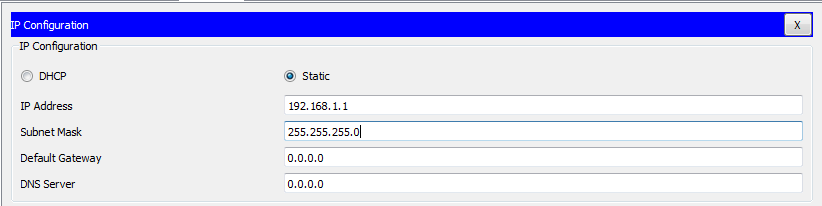 IP Configuration X
IP Configuration
DHCP Static
IP Address 192.168.1.1
Subnet Mask 255.255.255.0
Default Gateway 0.0.0.0
DNS Server 0.0.0.0